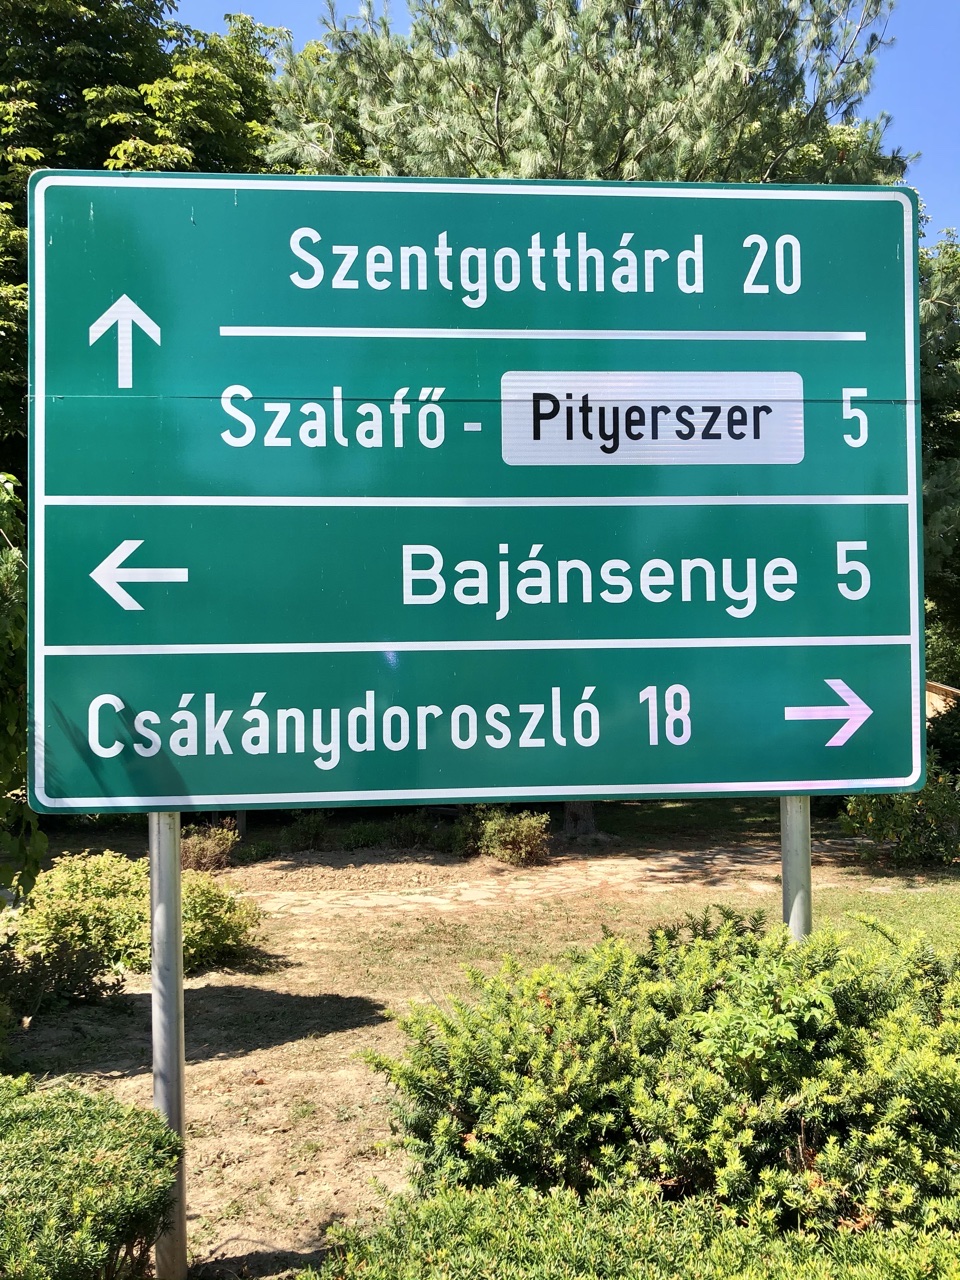 Szentgotthárd 20
Szalafő - Pityerszer 5
Bajánsenye 5
Csákánydoroszló 18